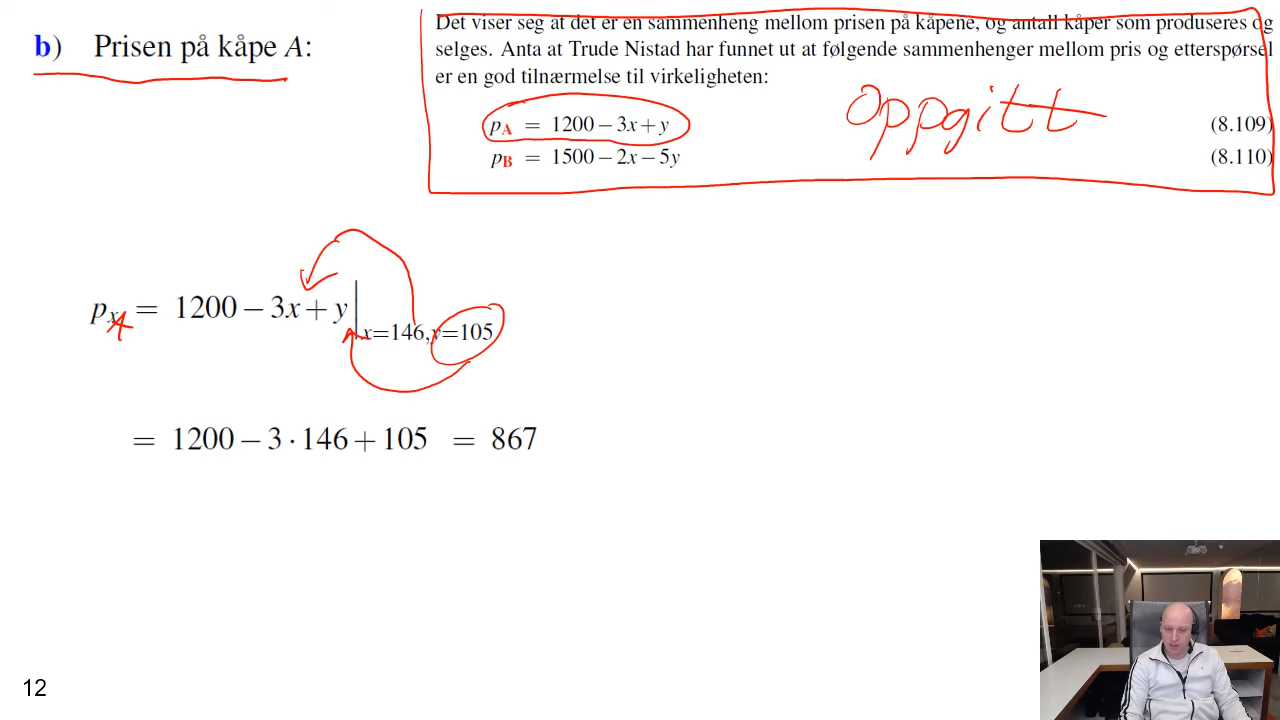 b) Prisen på kåpe A:
Det viser seg at det er en sammenheng mellom prisen på kåpene, og antall kåper som produseres og
selges. Anta at Trude Nistad har funnet ut at følgende sammenhenger mellom pris og etterspørsel
er en god tilnærmelse til virkeligheten:
pA = 1200 − 3x + y (8.109)
pB = 1500 − 2x − 5y (8.110)
oppgitt
px = 1200 − 3x + y|x=146,y=105
A
= 1200 − 3 · 146 + 105 = 867
12